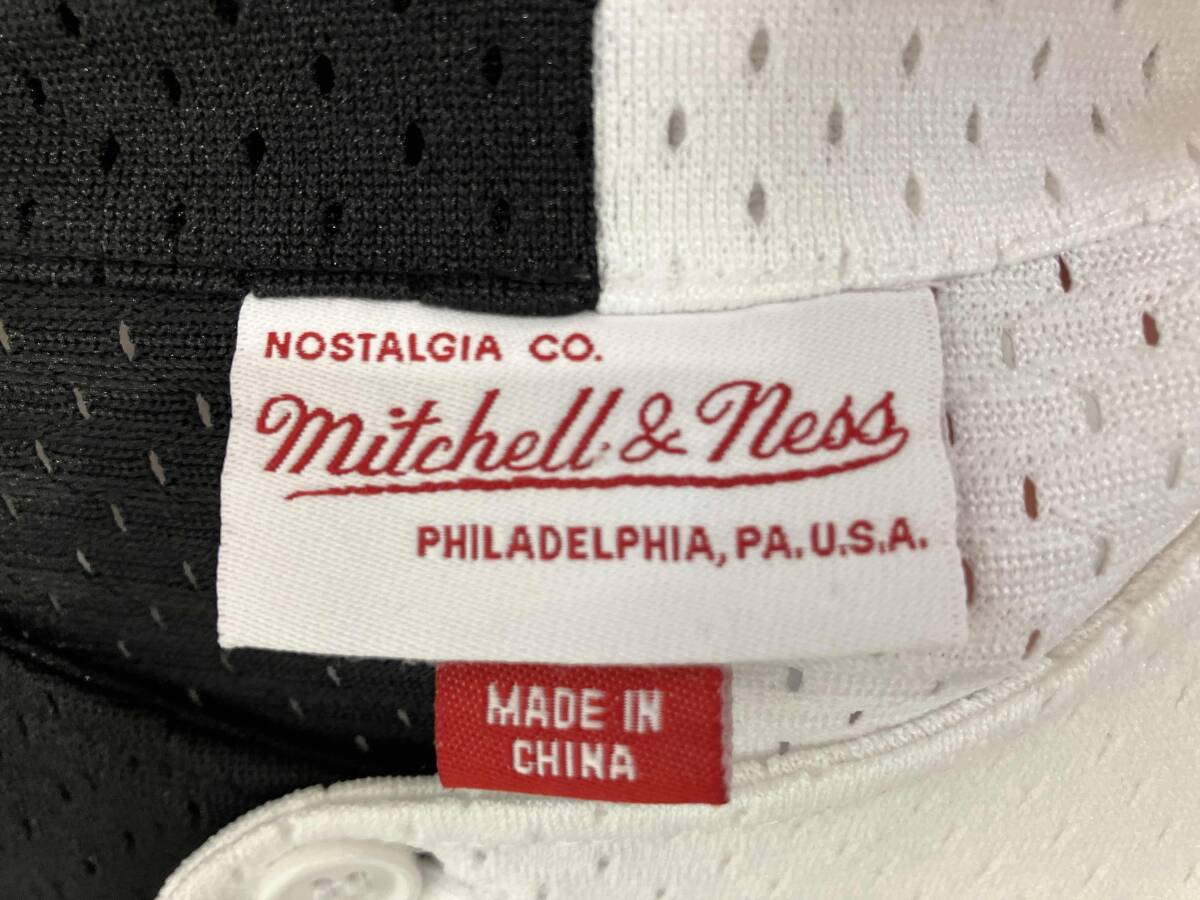 NOSTALGIA CO.
Mitchell & Ness
PHILADELPHIA, PA. U.S.A.
MADE IN
CHINA